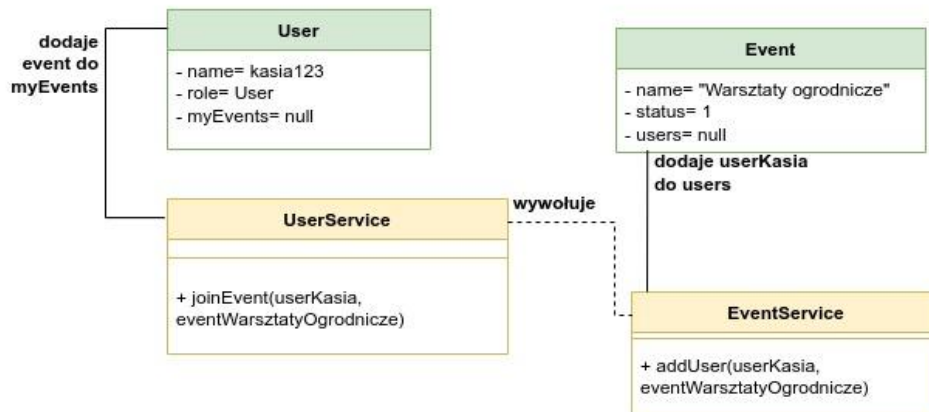 dodaje
event do
myEvents
User
- name= kasia123
- role= User
- myEvents= null
Event
- name= "Warsztaty ogrodnicze"
- status= 1
- users= null
dodaje userKasia
do users
UserService
+ joinEvent(userKasia,
eventWarsztatyOgrodnicze)
wywołuje
EventService
+ addUser(userKasia,
eventWarsztatyOgrodnicze)